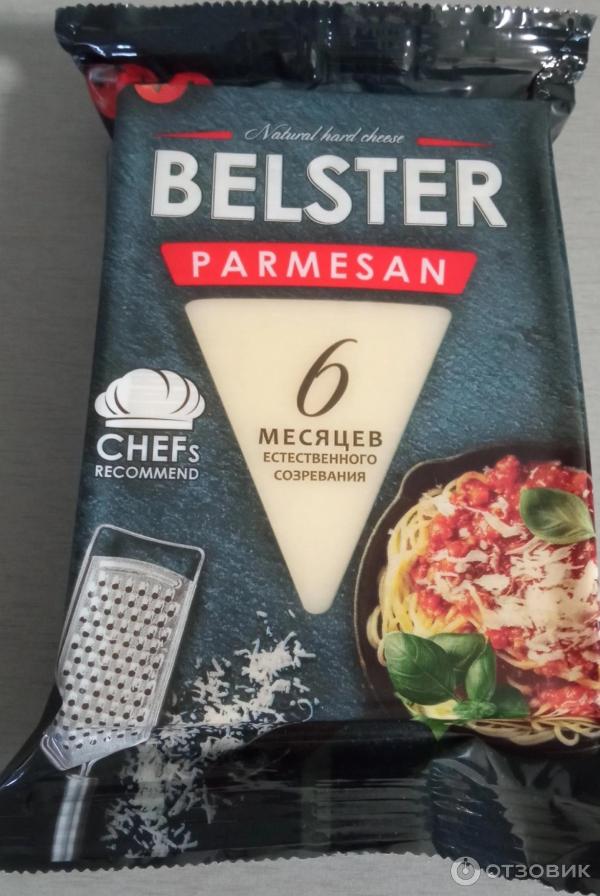 Natural hard cheese
BELSTER
PARMESAN
6
МЕСЯЦЕВ
ЕСТЕСТВЕННОГО
СОЗРЕВАНИЯ
CHEFs
RECOMMEND
ОТЗОВИК